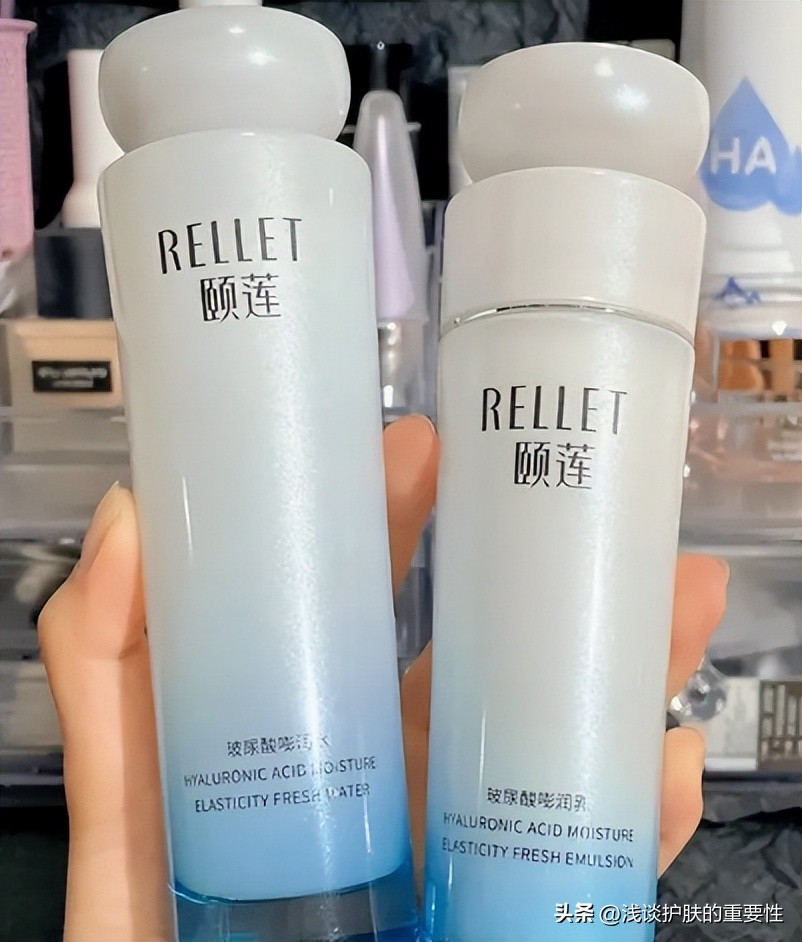 RELLET
颐莲
玻尿酸嘭润水
HYALURONIC ACID MOISTURE
ELASTICITY FRESH WATER
RELLET
颐莲
玻尿酸嘭润乳
HYALURONIC ACID MOISTURE
ELASTICITY FRESH EMULSION
HA
头条 @浅谈护肤的重要性